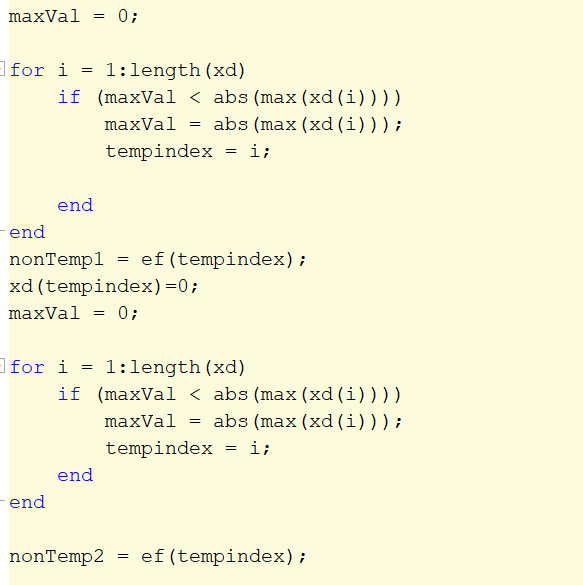 maxVal = 0;
for i = 1:length(xd)
if (maxVal < abs(max(xd(i))))
maxVal = abs(max(xd(i)));
tempindex = i;
end
end
nonTemp1 = ef(tempindex);
xd(tempindex)=0;
maxVal = 0;
for i = 1:length(xd)
if (maxVal < abs(max(xd(i))))
maxVal = abs(max(xd(i)));
tempindex = i;
end
end
nonTemp2 = ef(tempindex);